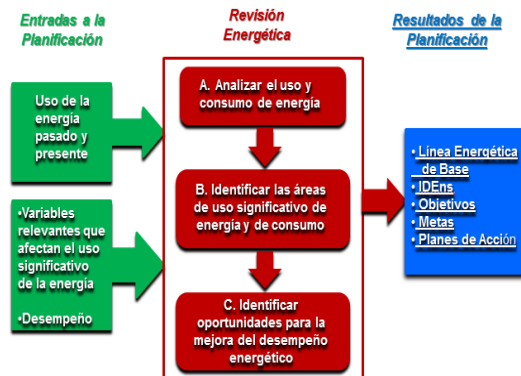 Entradas a la
Planificación
Revisión
Energética
Resultados de la
Planificación
Uso de la
energía
pasado y
presente
•Variables
relevantes que
afectan el uso
significativo
de la energía
•Desempeño
A. Analizar el uso y
consumo de energía
B. Identificar las áreas
de uso significativo de
energía y de consumo
C. Identificar
oportunidades para la
mejora del desempeño
energético
• Línea Energética
de Base
• IDEns
• Objetivos
• Metas
• Planes de Acción